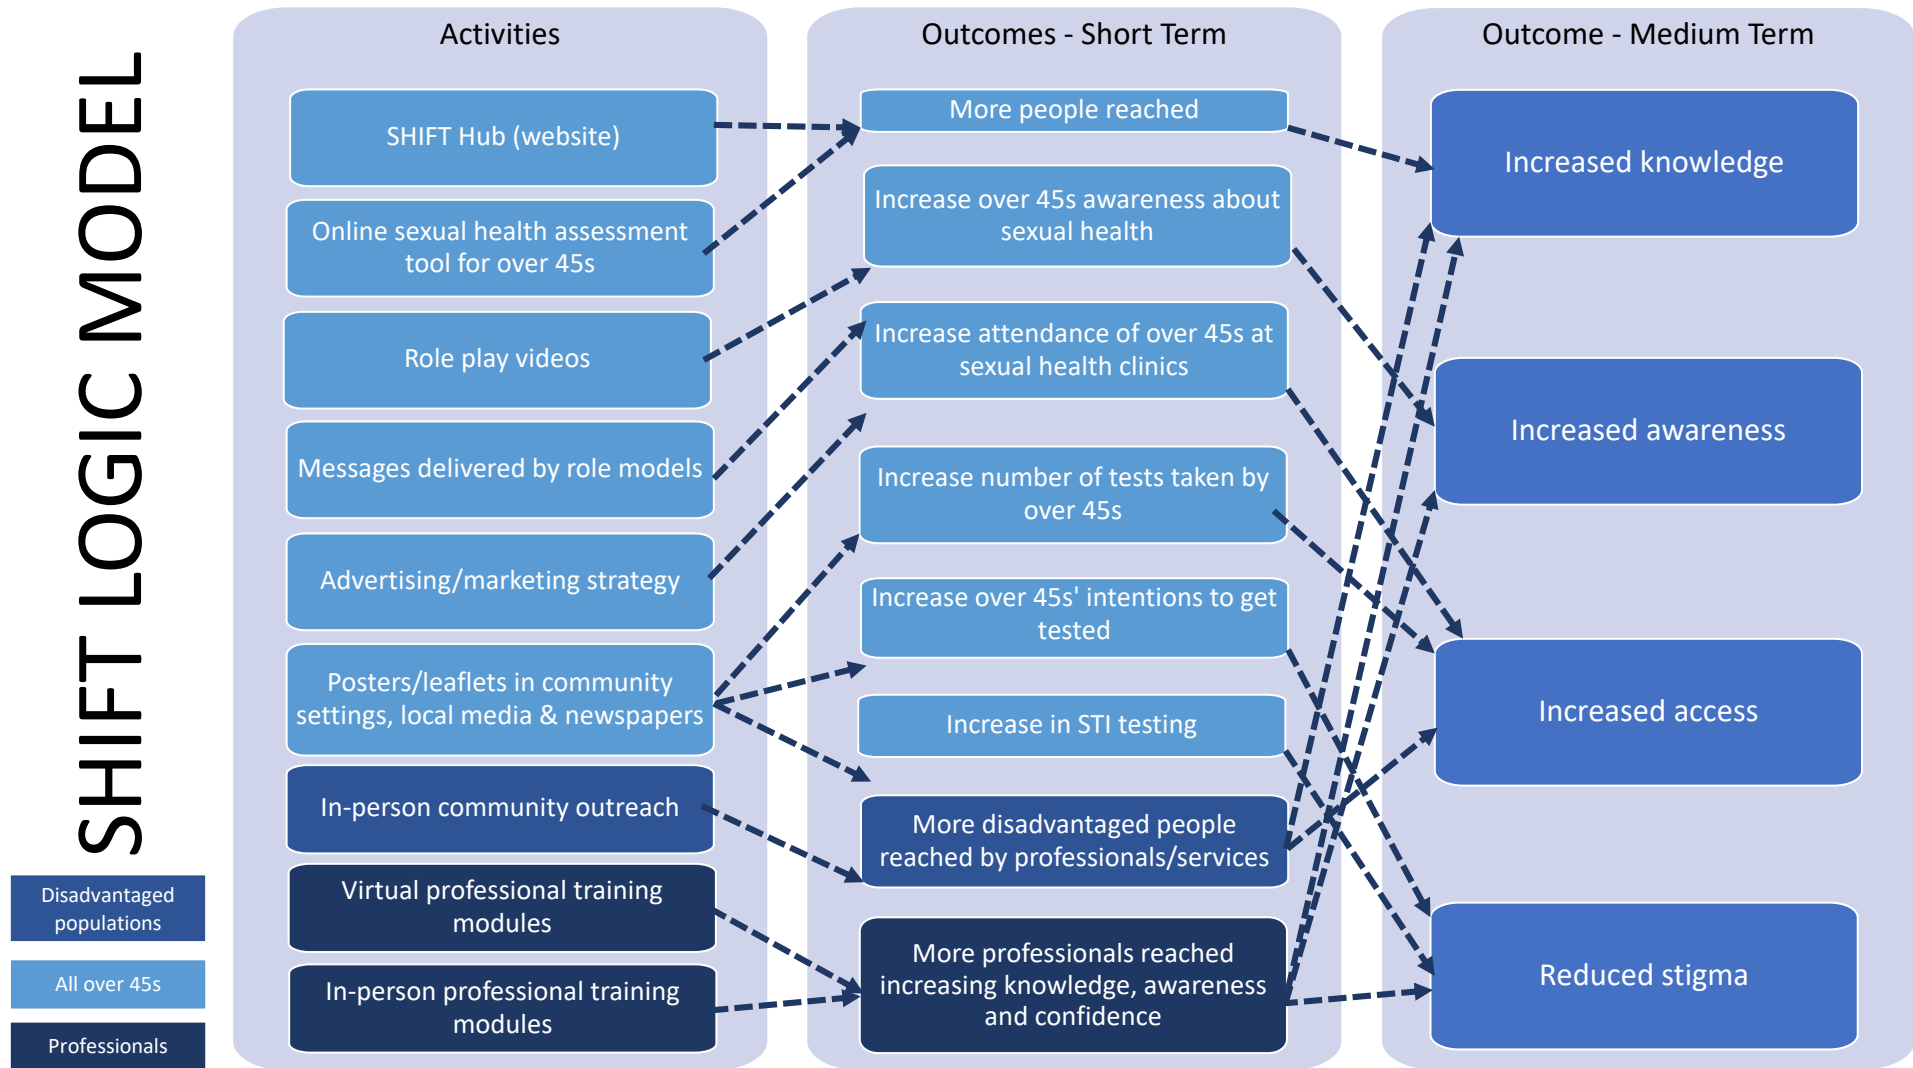 SHIFT LOGIC MODEL
Disadvantaged
populations
All over 45s
Professionals
Activities
SHIFT Hub (website)
Online sexual health assessment
tool for over 45s
Role play videos
Messages delivered by role models
Advertising/marketing strategy
Posters/leaflets in community
settings, local media & newspapers
In-person community outreach
Virtual professional training
modules
In-person professional training
modules
Outcomes - Short Term
More people reached
Increase over 45s awareness about
sexual health
Increase attendance of over 45s at
sexual health clinics
Increase number of tests taken by
over 45s
Increase over 45s' intentions to get
tested
Increase in STI testing
More disadvantaged people
reached by professionals/services
More professionals reached
increasing knowledge, awareness
and confidence
Outcome - Medium Term
Increased knowledge
Increased awareness
Increased access
Reduced stigma